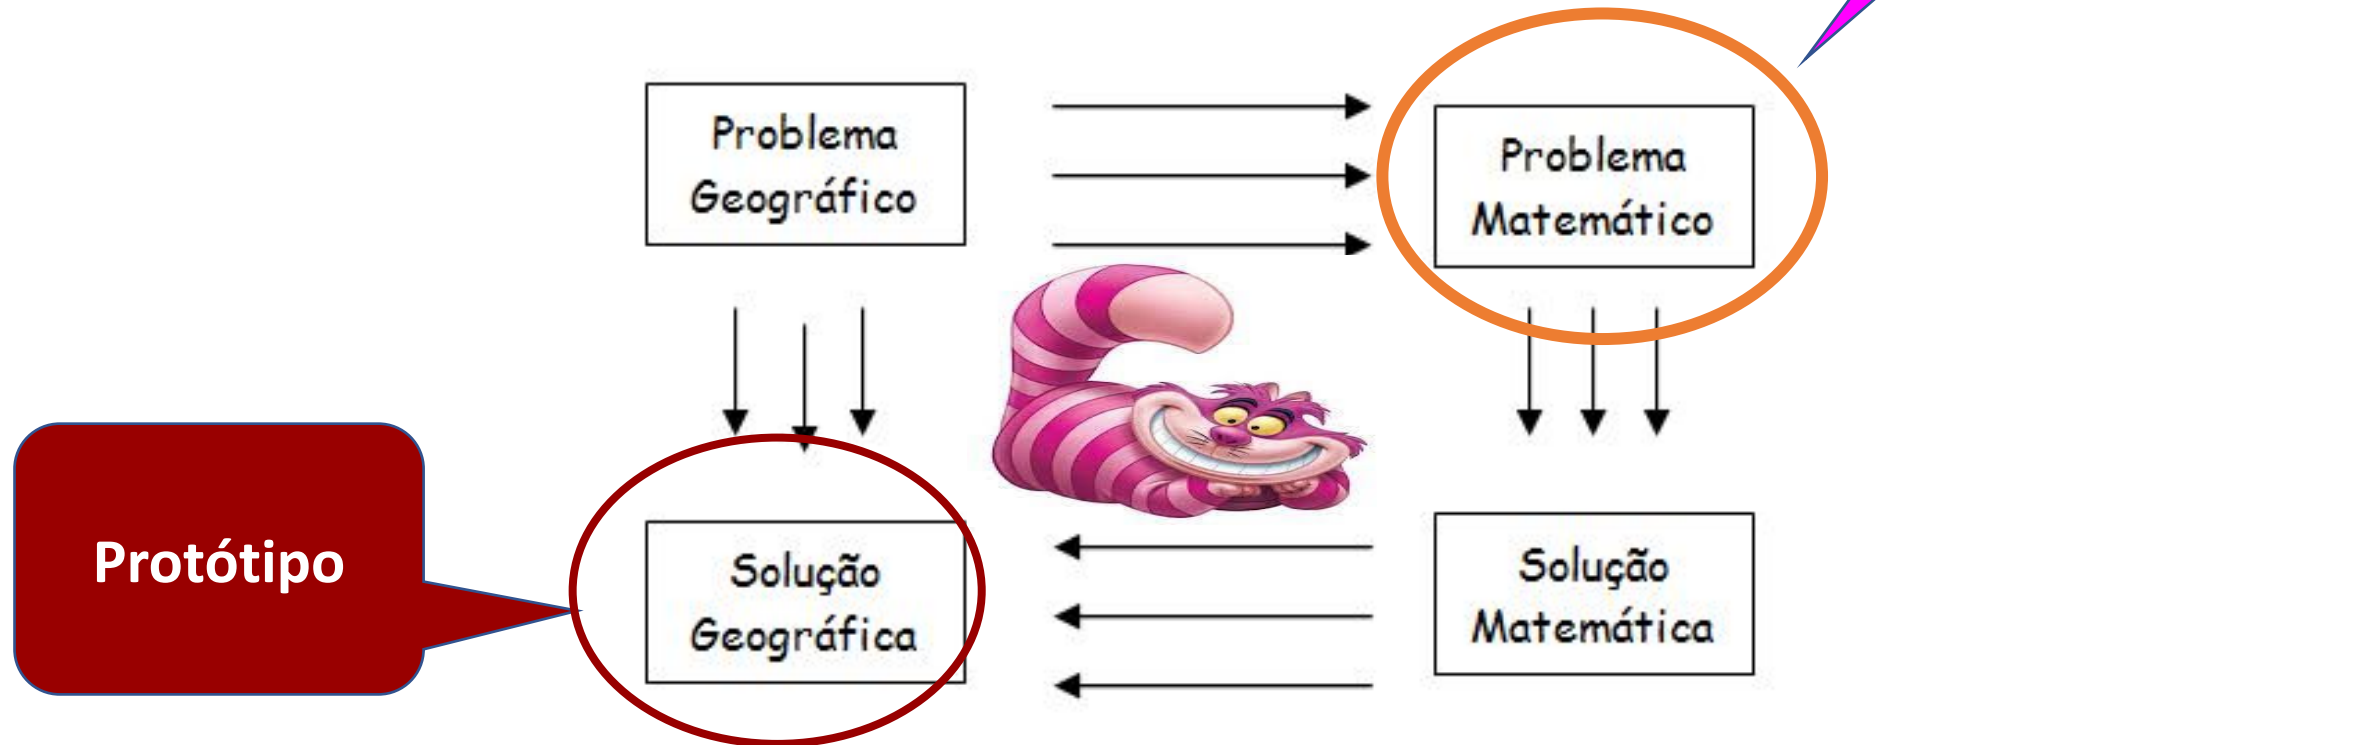 Problema
Geográfico
Problema
Matemático
Protótipo
Solução
Geográfica
Solução
Matemática